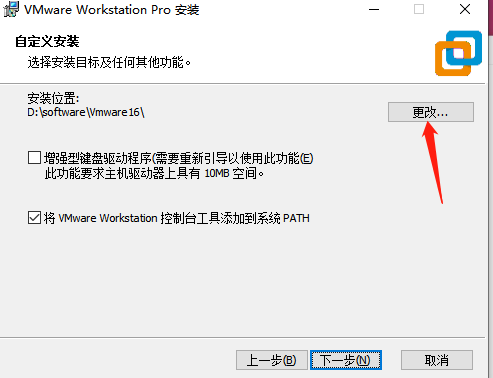 VMware Workstation Pro 安装
自定义安装
选择安装目标及任何其他功能。
安装位置:
D:\software\Vmware16\
更改...
增强型键盘驱动程序(需要重新引导以使用此功能(E)
此功能要求主机驱动器上具有 10MB 空间。
将 VMware Workstation 控制台工具添加到系统 PATH
上一步(B)
下一步(N)
取消